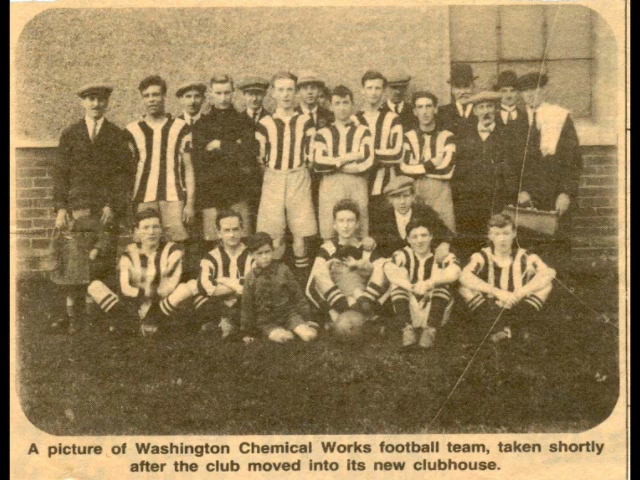 A picture of Washington Chemical Works football team, taken shortly
after the club moved into its new clubhouse.